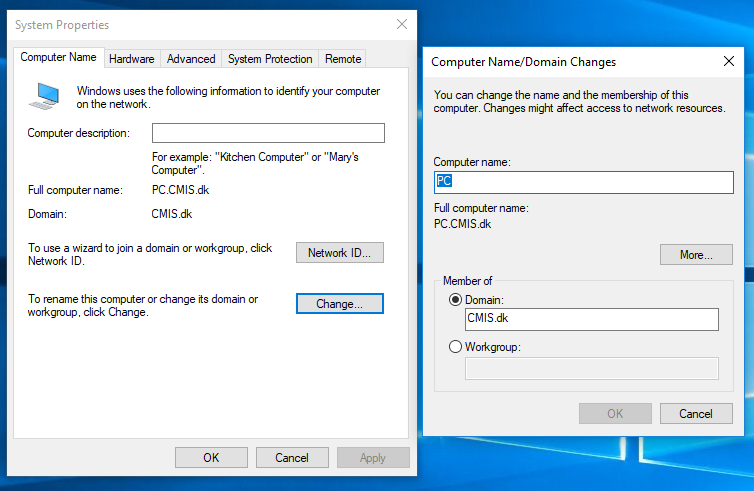 System Properties
Computer Name
Hardware
Advanced
System Protection
Remote
Windows uses the following information to identify your computer
on the network.
Computer description:
For example: "Kitchen Computer" or "Mary's
Computer".
Full computer name:
PC.CMIS.dk
Domain:
CMIS.dk
To use a wizard to join a domain or workgroup, click
Network ID.
Network ID...
To rename this computer or change its domain or
workgroup, click Change.
Change...
OK
Cancel
Apply
Computer Name/Domain Changes
You can change the name and the membership of this
computer. Changes might affect access to network resources.
Computer name:
PC
Full computer name:
PC.CMIS.dk
More...
Member of
Domain:
CMIS.dk
Workgroup:
OK
Cancel